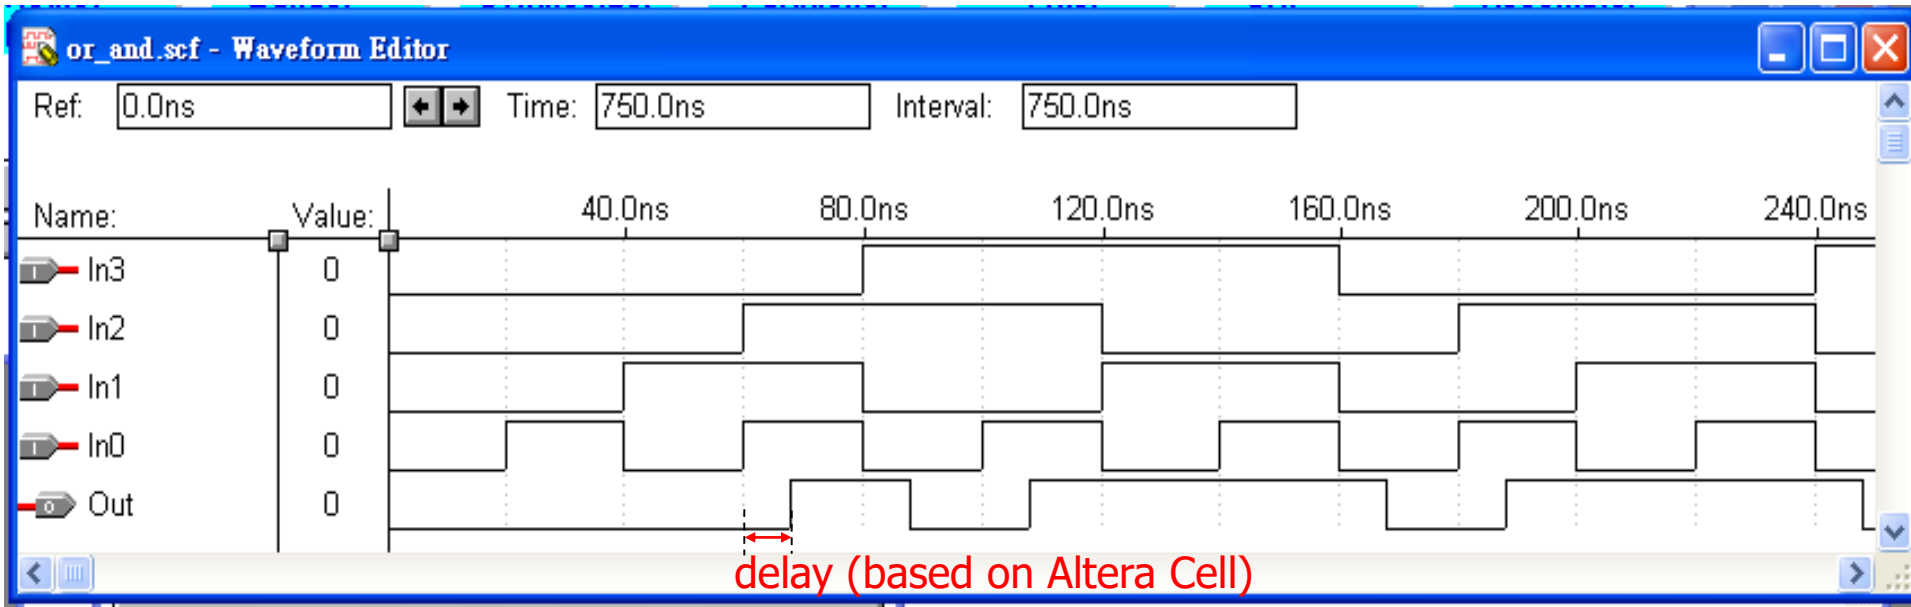 or_and.scf - Waveform Editor
Ref: 0.0ns Time: 750.0ns Interval: 750.0ns
Name: Value: 40.0ns 80.0ns 120.0ns 160.0ns 200.0ns 240.0ns
I In3 0
I In2 0
I In1 0
I In0 0
O Out 0
delay (based on Altera Cell)